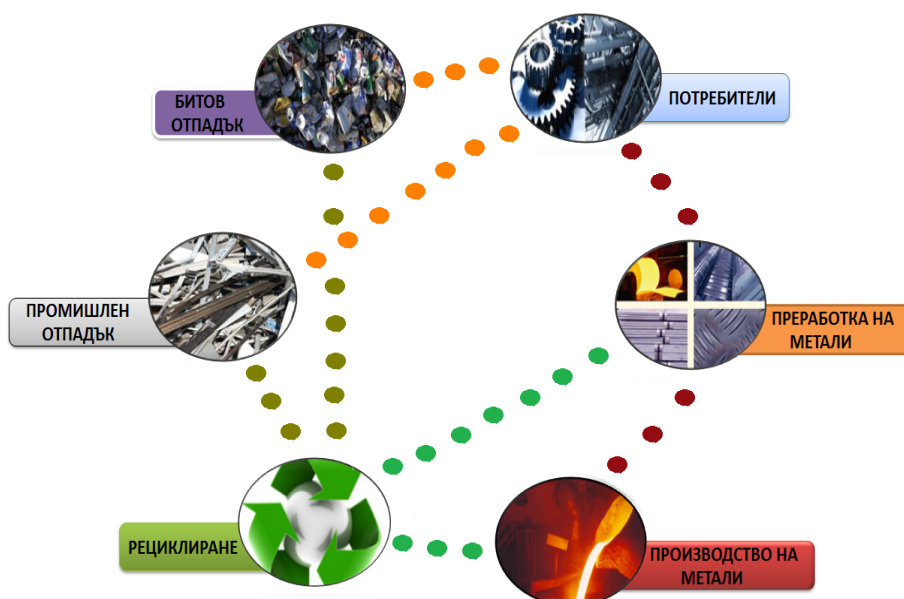 БИТОВ
ОТПАДЪК
ПОТРЕБИТЕЛИ
ПРОМИШЛЕН
ОТПАДЪК
ПРЕРАБОТКА НА
МЕТАЛИ
РЕЦИКЛИРАНЕ
ПРОИЗВОДСТВО НА
МЕТАЛИ